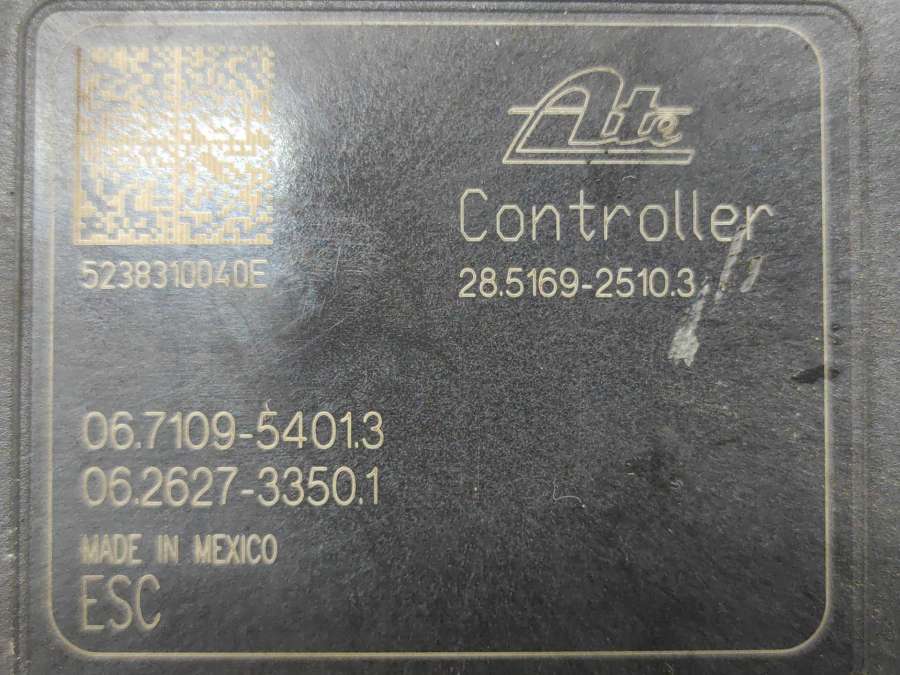 5238310040E
Ate
Controller
28.5169-2510.3
06.7109-5401.3
06.2627-3350.1
MADE IN MEXICO
ESC